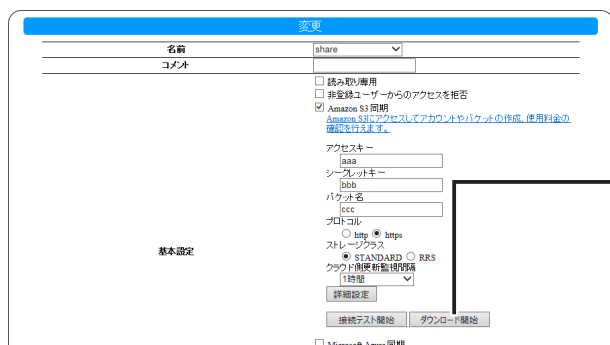 変更
名前 share
コメント
読み取り専用
非登録ユーザーからのアクセスを拒否
Amazon S3 同期
Amazon S3にアクセスしてアカウントやバケットの作成、使用料金の
確認を行えます。
アクセスキー
aaa
シークレットキー
bbb
バケット名
ccc
プロトコル
http https
ストレージクラス
基本設定
STANDARD RRS
クラウド側更新監視間隔
1時間
詳細設定
接続テスト開始 ダウンロード開始
Microsoft Azure 同期